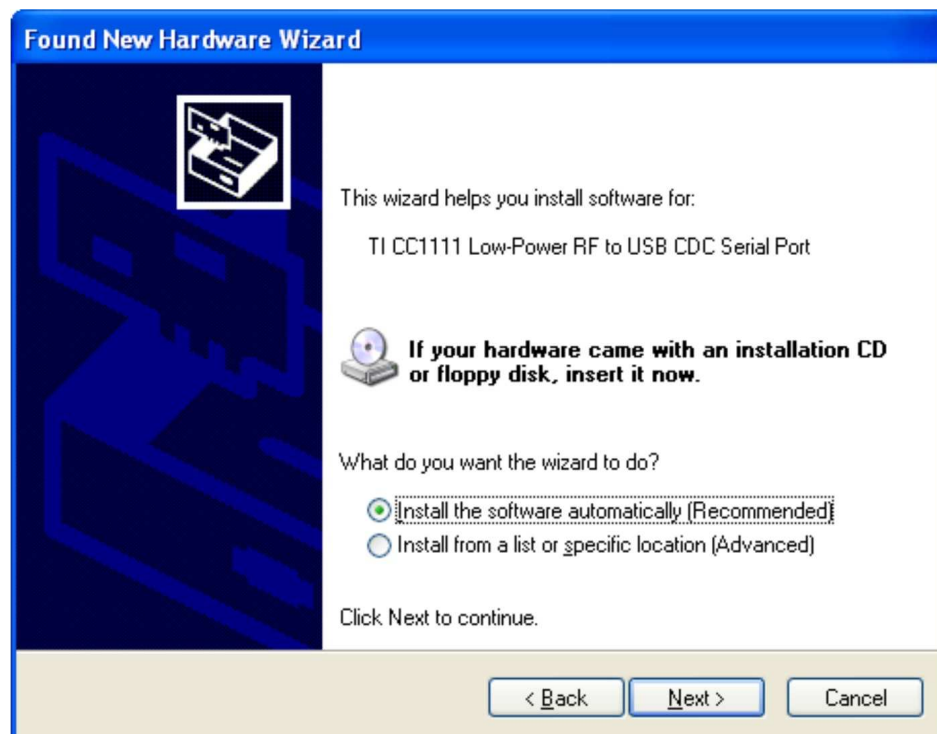 Found New Hardware Wizard
This wizard helps you install software for:
TI CC1111 Low-Power RF to USB CDC Serial Port
If your hardware came with an installation CD
or floppy disk, insert it now.
What do you want the wizard to do?
Install the software automatically (Recommended)
Install from a list or specific location (Advanced)
Click Next to continue.
< Back Next > Cancel